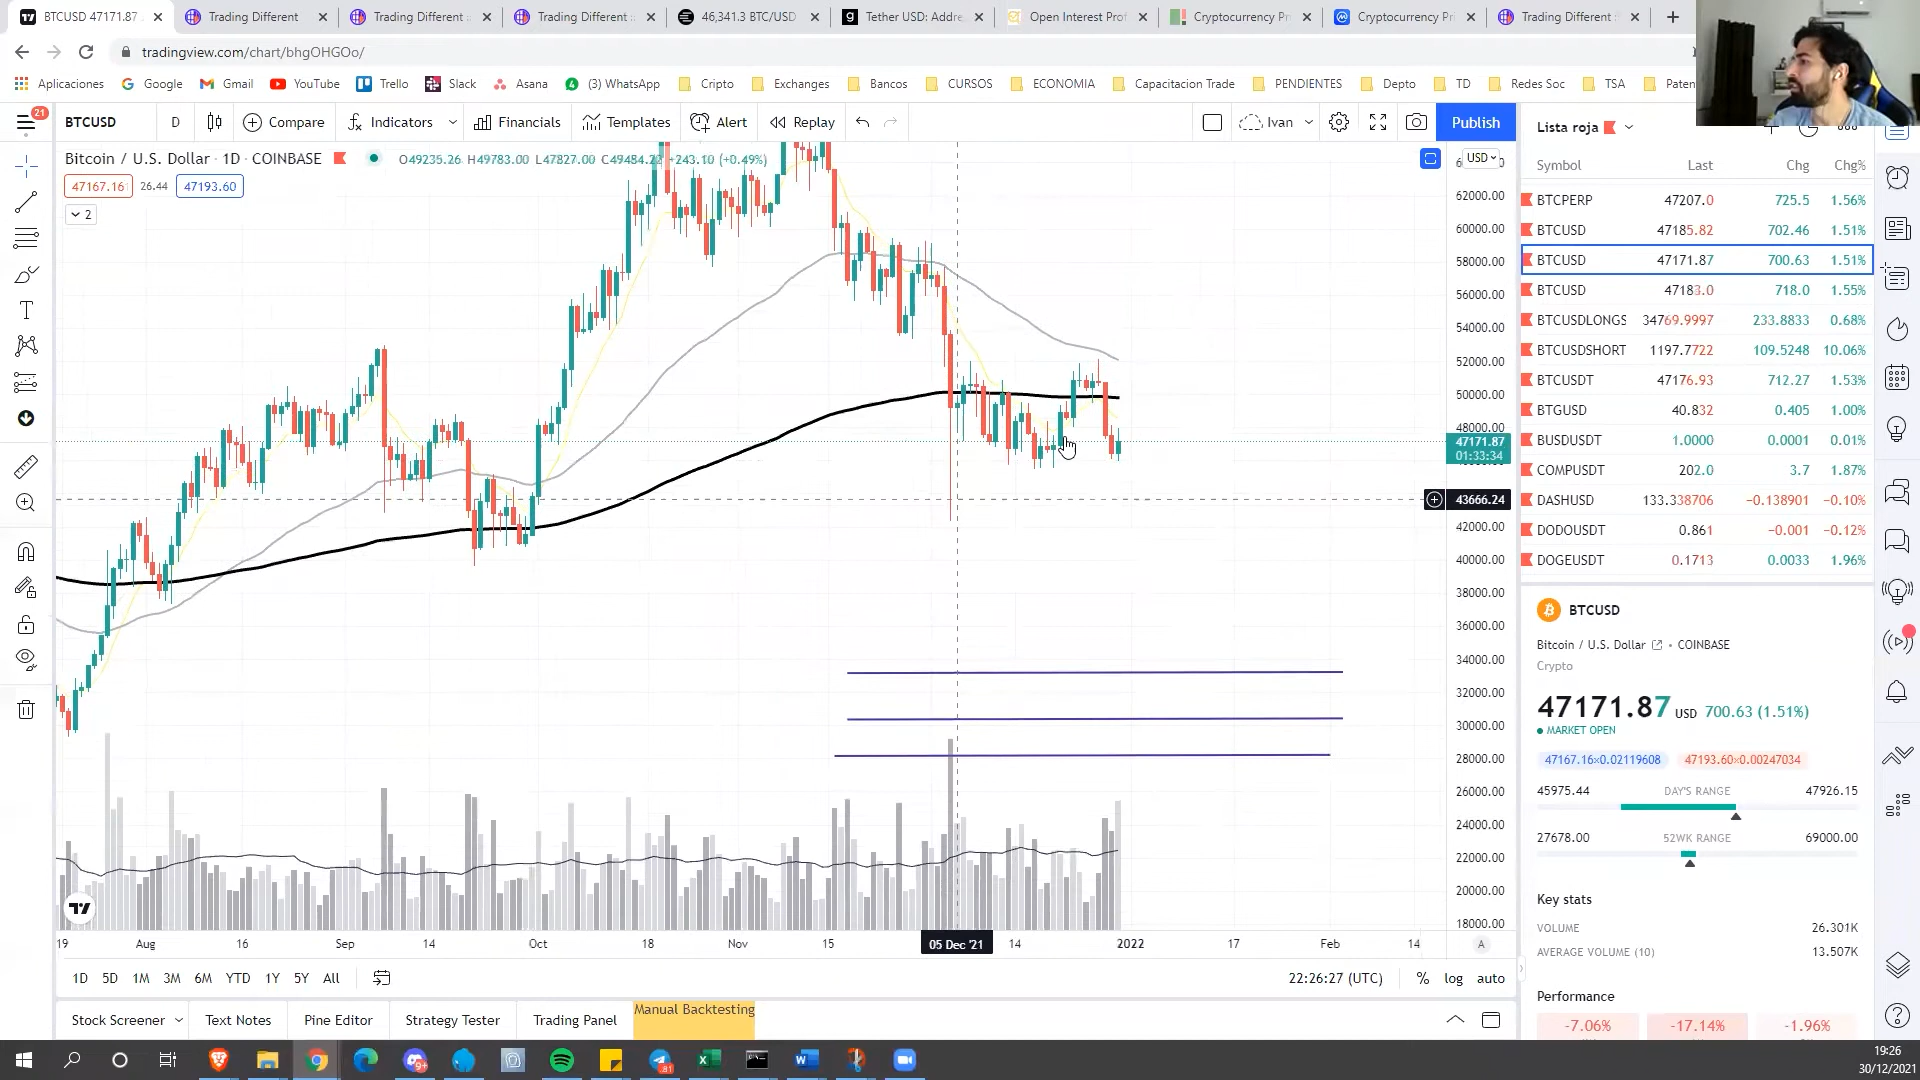 BTCUSD 47171.87
Trading Different
Trading Different
Trading Different
46,341.3 BTC/USD
Tether USD: Addre
Open Interest Prof
Cryptocurrency Pri
Cryptocurrency Pri
Trading Different
tradingview.com/chart/bhgOHGOo/
Aplicaciones Google Gmail YouTube Trello Slack Asana (3) WhatsApp Cripto Exchanges Bancos CURSOS ECONOMIA Capacitacion Trade PENDIENTES Depto TD Redes Soc TSA Paten
21
BTCUSD D Compare Indicators Financials Templates Alert Replay Ivan Publish
Bitcoin / U.S. Dollar · 1D · COINBASE O49235.26 H49783.00 L47827.00 C49484.22 +243.10 (+0.49%)
47167.16 26.44 47193.60
2
USD
62000.00
60000.00
58000.00
56000.00
54000.00
52000.00
50000.00
48000.00
47171.87
01:33:34
43666.24
42000.00
40000.00
38000.00
36000.00
34000.00
32000.00
30000.00
28000.00
26000.00
24000.00
22000.00
20000.00
18000.00
19 Aug 16 Sep 14 Oct 18 Nov 15 05 Dec '21 14 2022 17 Feb 14 A
1D 5D 1M 3M 6M YTD 1Y 5Y All
22:26:27 (UTC) % log auto
Stock Screener Text Notes Pine Editor Strategy Tester Trading Panel Manual Backtesting
Lista roja
Symbol Last Chg Chg%
BTCPERP 47207.0 725.5 1.56%
BTCUSD 47185.82 702.46 1.51%
BTCUSD 47171.87 700.63 1.51%
BTCUSD 47183.0 718.0 1.55%
BTCUSDLONGS 34769.9997 233.8833 0.68%
BTCUSDSHORT 1197.7722 109.5248 10.06%
BTCUSDT 47176.93 712.27 1.53%
BTGUSD 40.832 0.405 1.00%
BUSDUSDT 1.0000 0.0001 0.01%
COMPUSDT 202.0 3.7 1.87%
DASHUSD 133.338706 −0.138901 −0.10%
DODOUSDT 0.861 −0.001 −0.12%
DOGEUSDT 0.1713 0.0033 1.96%
BTCUSD
Bitcoin / U.S. Dollar · COINBASE
Crypto
47171.87 USD 700.63 (1.51%)
MARKET OPEN
47167.16×0.02119608 47193.60×0.00247034
45975.44 DAY'S RANGE 47926.15
27678.00 52WK RANGE 69000.00
Key stats
VOLUME 26.301K
AVERAGE VOLUME (10) 13.507K
Performance
-7.06% -17.14% -1.96%
19:26
30/12/2021